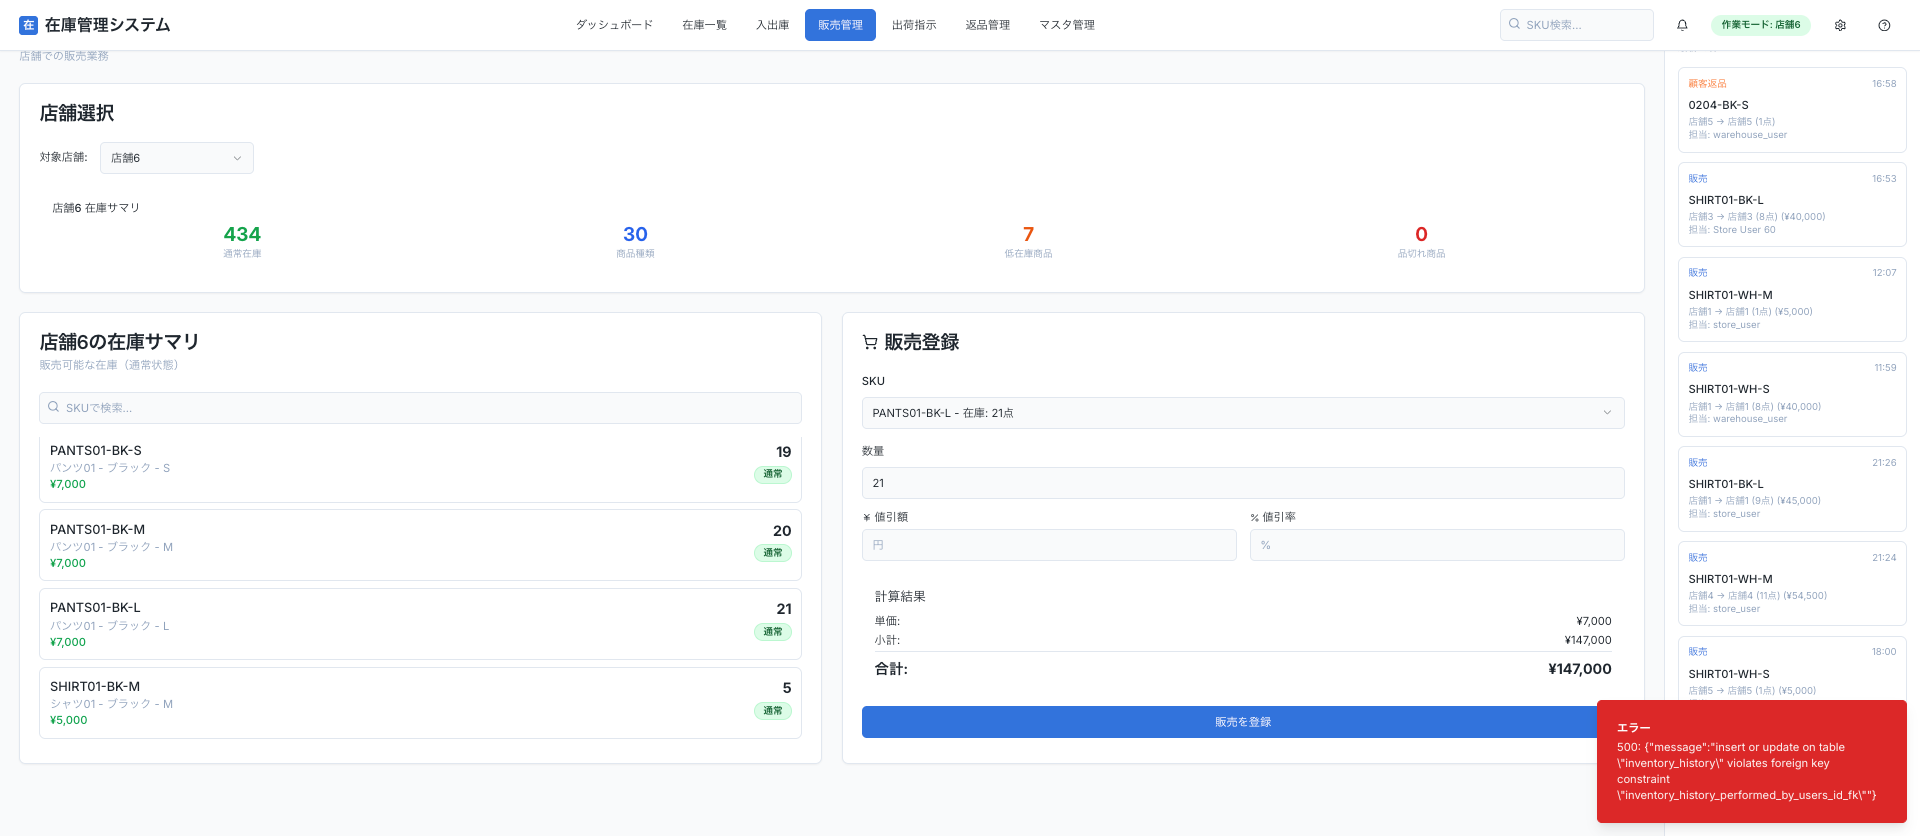 在 在庫管理システム
ダッシュボード
在庫一覧
入出庫
販売管理
出荷指示
返品管理
マスタ管理
SKU検索...
作業モード: 店舗6
店舗での販売業務
店舗選択
対象店舗:
店舗6
店舗6 在庫サマリ
434
通常在庫
30
商品種類
7
低在庫商品
0
品切れ商品
店舗6の在庫サマリ
販売可能な在庫（通常状態）
SKUで検索...
PANTS01-BK-S
パンツ01 - ブラック - S
¥7,000
19
通常
PANTS01-BK-M
パンツ01 - ブラック - M
¥7,000
20
通常
PANTS01-BK-L
パンツ01 - ブラック - L
¥7,000
21
通常
SHIRT01-BK-M
シャツ01 - ブラック - M
¥5,000
5
通常
販売登録
SKU
PANTS01-BK-L - 在庫: 21点
数量
21
¥ 値引額
円
% 値引率
%
計算結果
単価: ¥7,000
小計: ¥147,000
合計: ¥147,000
販売を登録
顧客返品 16:58
0204-BK-S
店舗5 → 店舗5 (1点)
担当: warehouse_user
販売 16:53
SHIRT01-BK-L
店舗3 → 店舗3 (8点) (¥40,000)
担当: Store User 60
販売 12:07
SHIRT01-WH-M
店舗1 → 店舗1 (1点) (¥5,000)
担当: store_user
販売 11:59
SHIRT01-WH-S
店舗1 → 店舗1 (8点) (¥40,000)
担当: warehouse_user
販売 21:26
SHIRT01-BK-L
店舗1 → 店舗1 (9点) (¥45,000)
担当: store_user
販売 21:24
SHIRT01-WH-M
店舗4 → 店舗4 (11点) (¥54,500)
担当: store_user
販売 18:00
SHIRT01-WH-S
店舗5 → 店舗5 (1点) (¥5,000)
エラー
500: {"message":"insert or update on table
\"inventory_history\" violates foreign key
constraint
\"inventory_history_performed_by_users_id_fk\""}